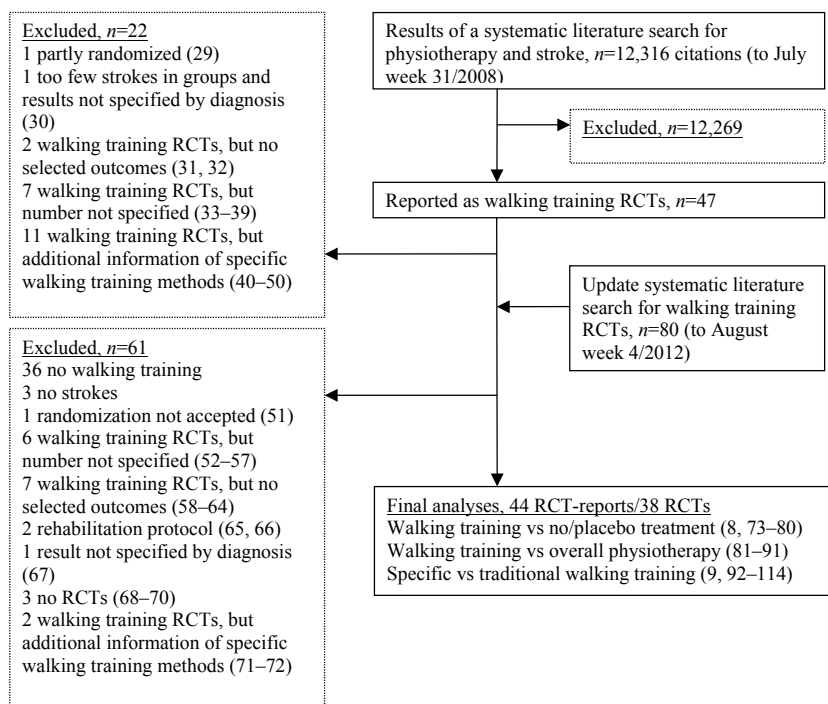 Excluded, n=22
1 partly randomized (29)
1 too few strokes in groups and
results not specified by diagnosis
(30)
2 walking training RCTs, but no
selected outcomes (31, 32)
7 walking training RCTs, but
number not specified (33–39)
11 walking training RCTs, but
additional information of specific
walking training methods (40–50)
Results of a systematic literature search for
physiotherapy and stroke, n=12,316 citations (to July
week 31/2008)
Excluded, n=12,269
Reported as walking training RCTs, n=47
Update systematic literature
search for walking training
RCTs, n=80 (to August
week 4/2012)
Excluded, n=61
36 no walking training
3 no strokes
1 randomization not accepted (51)
6 walking training RCTs, but
number not specified (52–57)
7 walking training RCTs, but no
selected outcomes (58–64)
2 rehabilitation protocol (65, 66)
1 result not specified by diagnosis
(67)
3 no RCTs (68–70)
2 walking training RCTs, but
additional information of specific
walking training methods (71–72)
Final analyses, 44 RCT-reports/38 RCTs
Walking training vs no/placebo treatment (8, 73–80)
Walking training vs overall physiotherapy (81–91)
Specific vs traditional walking training (9, 92–114)